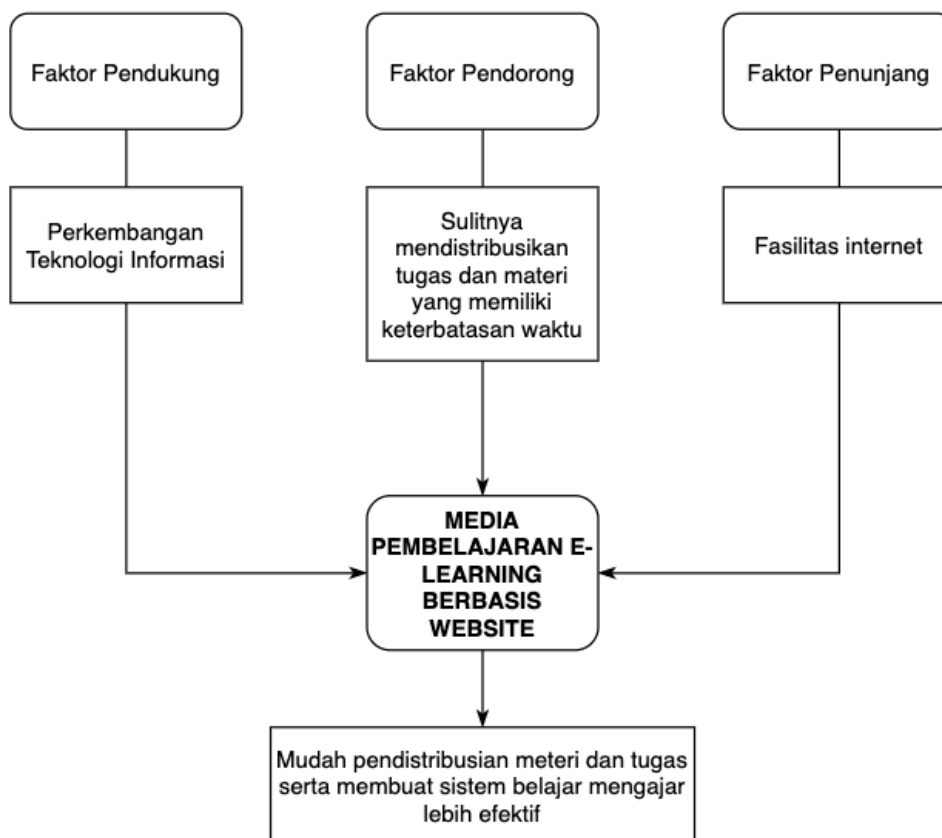 Faktor Pendukung
Faktor Pendorong
Faktor Penunjang
Perkembangan
Teknologi Informasi
Sulitnya
mendistribusikan
tugas dan materi
yang memiliki
keterbatasan waktu
Fasilitas internet
MEDIA
PEMBELAJARAN E-
LEARNING
BERBASIS
WEBSITE
Mudah pendistribusian meteri dan tugas
serta membuat sistem belajar mengajar
lebih efektif